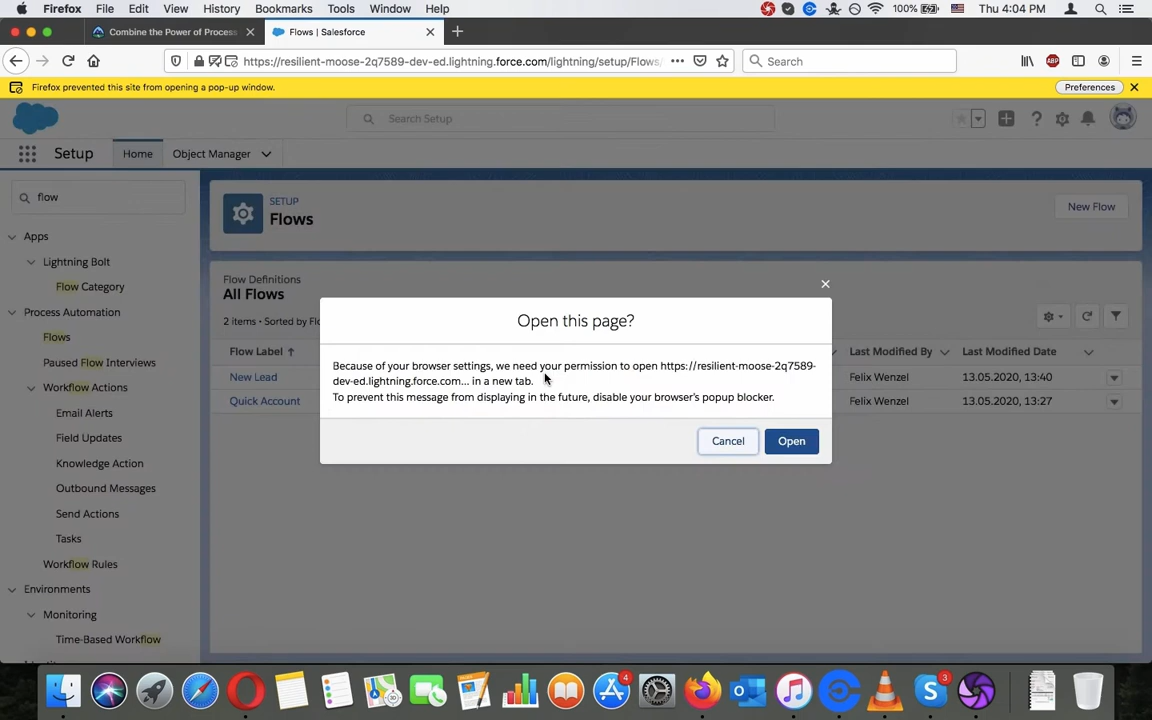 Firefox File Edit View History Bookmarks Tools Window Help 100% Thu 4:04 PM
Combine the Power of Process
Flows | Salesforce
https://resilient-moose-2q7589-dev-ed.lightning.force.com/lightning/setup/Flows/
Search
Firefox prevented this site from opening a pop-up window.
Preferences
Search Setup
Setup Home Object Manager
flow
Apps
Lightning Bolt
Flow Category
Process Automation
Flows
Paused Flow Interviews
Workflow Actions
Email Alerts
Field Updates
Knowledge Action
Outbound Messages
Send Actions
Tasks
Workflow Rules
Environments
Monitoring
Time-Based Workflow
SETUP
Flows
New Flow
Flow Definitions
All Flows
2 items • Sorted by
Flow Label ↑ Last Modified By Last Modified Date
New Lead Felix Wenzel 13.05.2020, 13:40
Quick Account Felix Wenzel 13.05.2020, 13:27
Open this page?
Because of your browser settings, we need your permission to open https://resilient-moose-2q7589-
dev-ed.lightning.force.com... in a new tab.
To prevent this message from displaying in the future, disable your browser's popup blocker.
Cancel Open
4
3